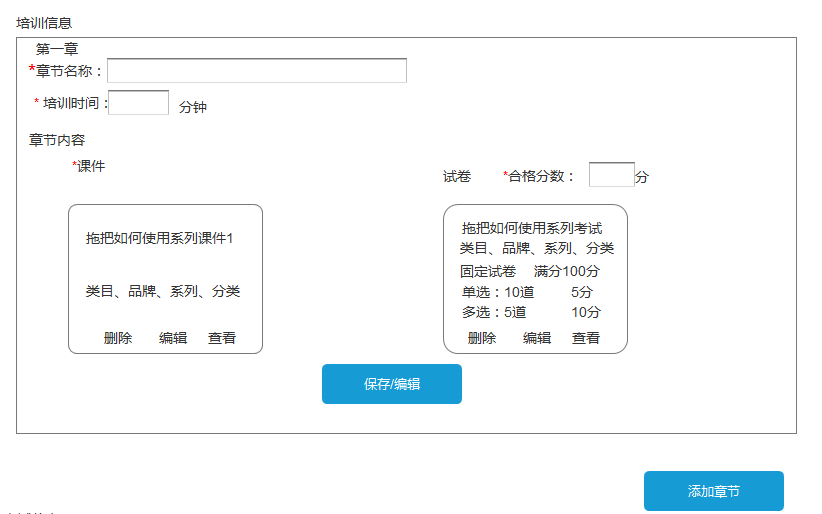 培训信息
第一章
*章节名称：
* 培训时间： 分钟
章节内容
*课件
试卷 *合格分数： 分
拖把如何使用系列课件1
类目、品牌、系列、分类
删除 编辑 查看
拖把如何使用系列考试
类目、品牌、系列、分类
固定试卷 满分100分
单选：10道 5分
多选：5道 10分
删除 编辑 查看
保存/编辑
添加章节